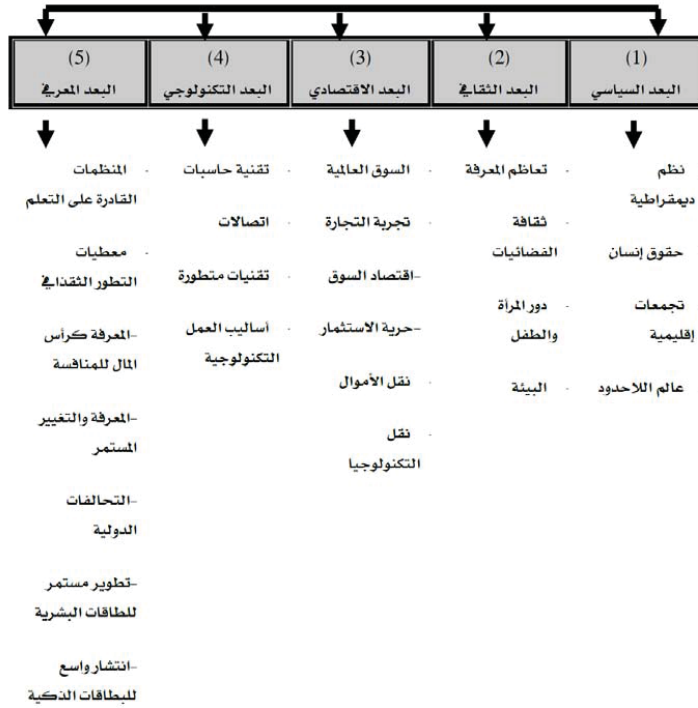 (1)
البعد السياسي
(2)
البعد الثقافي
(3)
البعد الاقتصادي
(4)
البعد التكنولوجي
(5)
البعد المعرفي
نظم
ديمقراطية
حقوق إنسان
تجمعات
إقليمية
عالم اللاحدود
- تعاظم المعرفة
- ثقافة
الفضائيات
- دور المرأة
والطفل
- البيئة
- السوق العالمية
- تجربة التجارة
-اقتصاد السوق
-حرية الاستثمار
- نقل الأموال
- نقل
التكنولوجيا
- تقنية حاسبات
- اتصالات
- تقنيات متطورة
- أساليب العمل
التكنولوجية
- المنظمات
القادرة على التعلم
- معطيات
التطور الثقذافي
-المعرفة كرأس
المال للمنافسة
-المعرفة والتغيير
المستمر
-التحالفات
الدولية
-تطوير مستمر
للطاقات البشرية
-انتشار واسع
للبطاقات الذكية